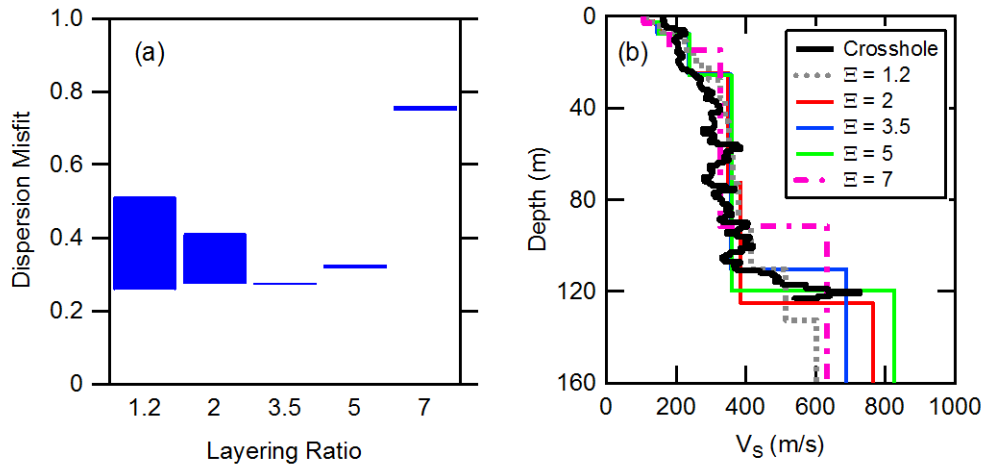 (a)
Dispersion Misfit
1.0
0.8
0.6
0.4
0.2
0
1.2 2 3.5 5 7
Layering Ratio
(b)
Depth (m)
0
40
80
120
160
Crosshole
Ξ = 1.2
Ξ = 2
Ξ = 3.5
Ξ = 5
Ξ = 7
0 200 400 600 800 1000
VS (m/s)